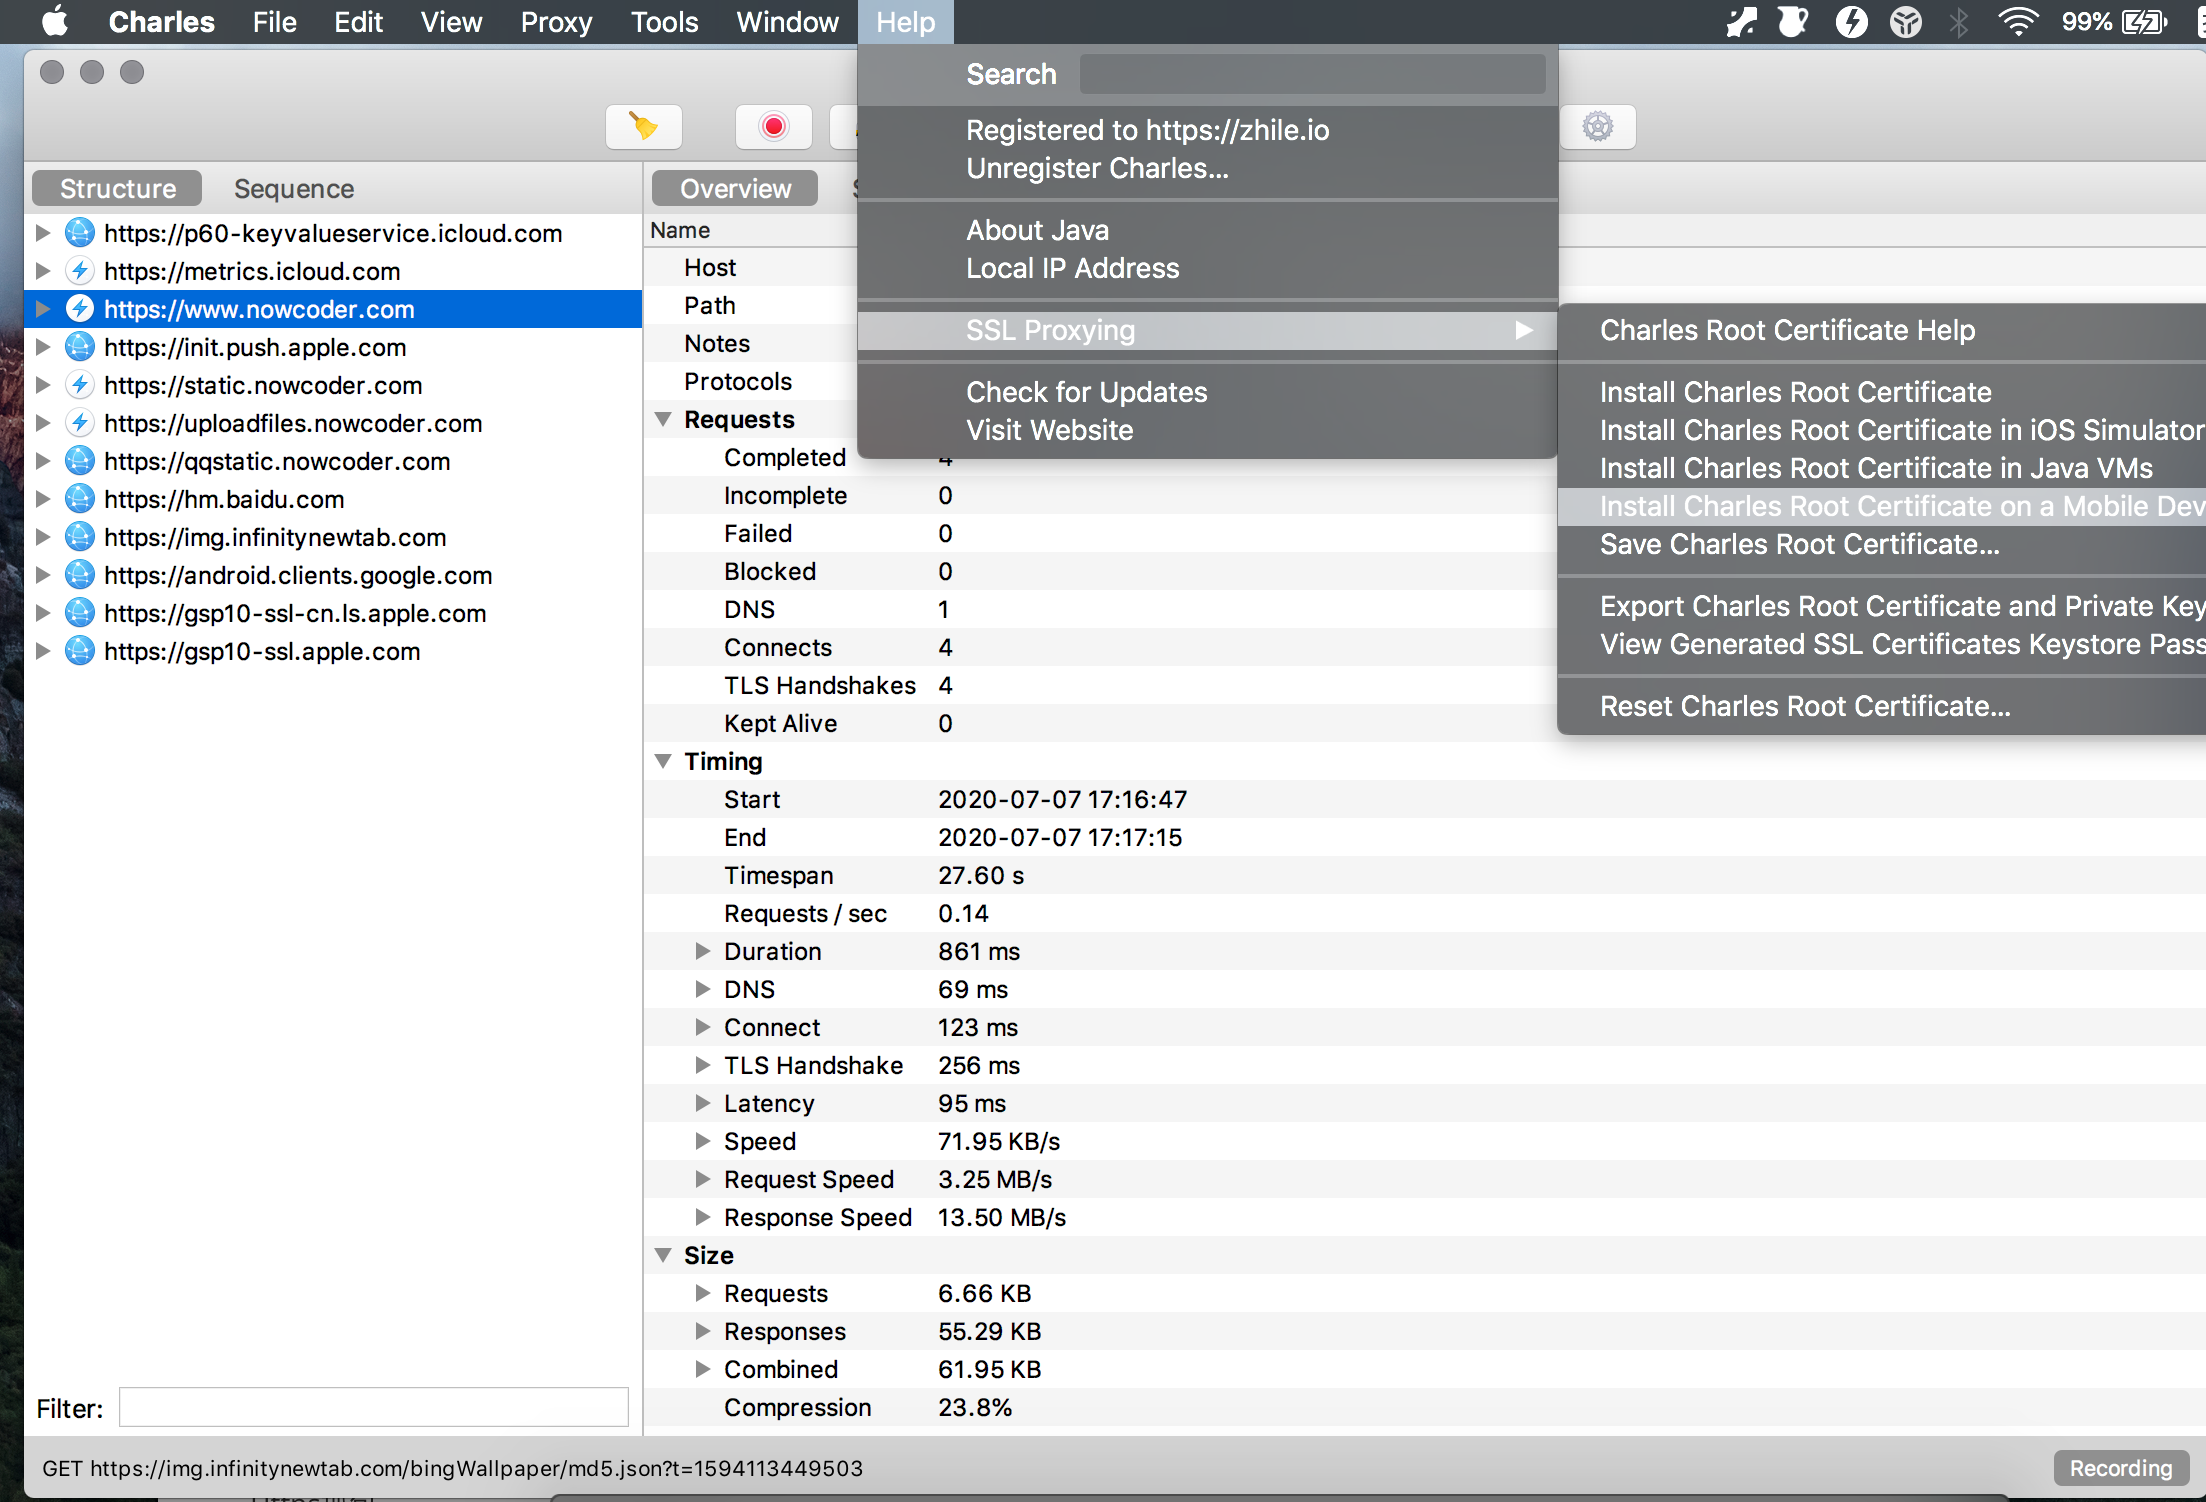 Charles File Edit View Proxy Tools Window Help 99%
Search
Registered to https://zhile.io
Unregister Charles...
About Java
Local IP Address
SSL Proxying
Check for Updates
Visit Website
Charles Root Certificate Help
Install Charles Root Certificate
Install Charles Root Certificate in iOS Simulator
Install Charles Root Certificate in Java VMs
Install Charles Root Certificate on a Mobile Dev
Save Charles Root Certificate...
Export Charles Root Certificate and Private Key
View Generated SSL Certificates Keystore Pass
Reset Charles Root Certificate...
Structure Sequence
https://p60-keyvalueservice.icloud.com
https://metrics.icloud.com
https://www.nowcoder.com
https://init.push.apple.com
https://static.nowcoder.com
https://uploadfiles.nowcoder.com
https://qqstatic.nowcoder.com
https://hm.baidu.com
https://img.infinitynewtab.com
https://android.clients.google.com
https://gsp10-ssl-cn.ls.apple.com
https://gsp10-ssl.apple.com
Filter:
Overview
Name
Host
Path
Notes
Protocols
Requests
Completed 4
Incomplete 0
Failed 0
Blocked 0
DNS 1
Connects 4
TLS Handshakes 4
Kept Alive 0
Timing
Start 2020-07-07 17:16:47
End 2020-07-07 17:17:15
Timespan 27.60 s
Requests / sec 0.14
Duration 861 ms
DNS 69 ms
Connect 123 ms
TLS Handshake 256 ms
Latency 95 ms
Speed 71.95 KB/s
Request Speed 3.25 MB/s
Response Speed 13.50 MB/s
Size
Requests 6.66 KB
Responses 55.29 KB
Combined 61.95 KB
Compression 23.8%
GET https://img.infinitynewtab.com/bingWallpaper/md5.json?t=1594113449503
Recording